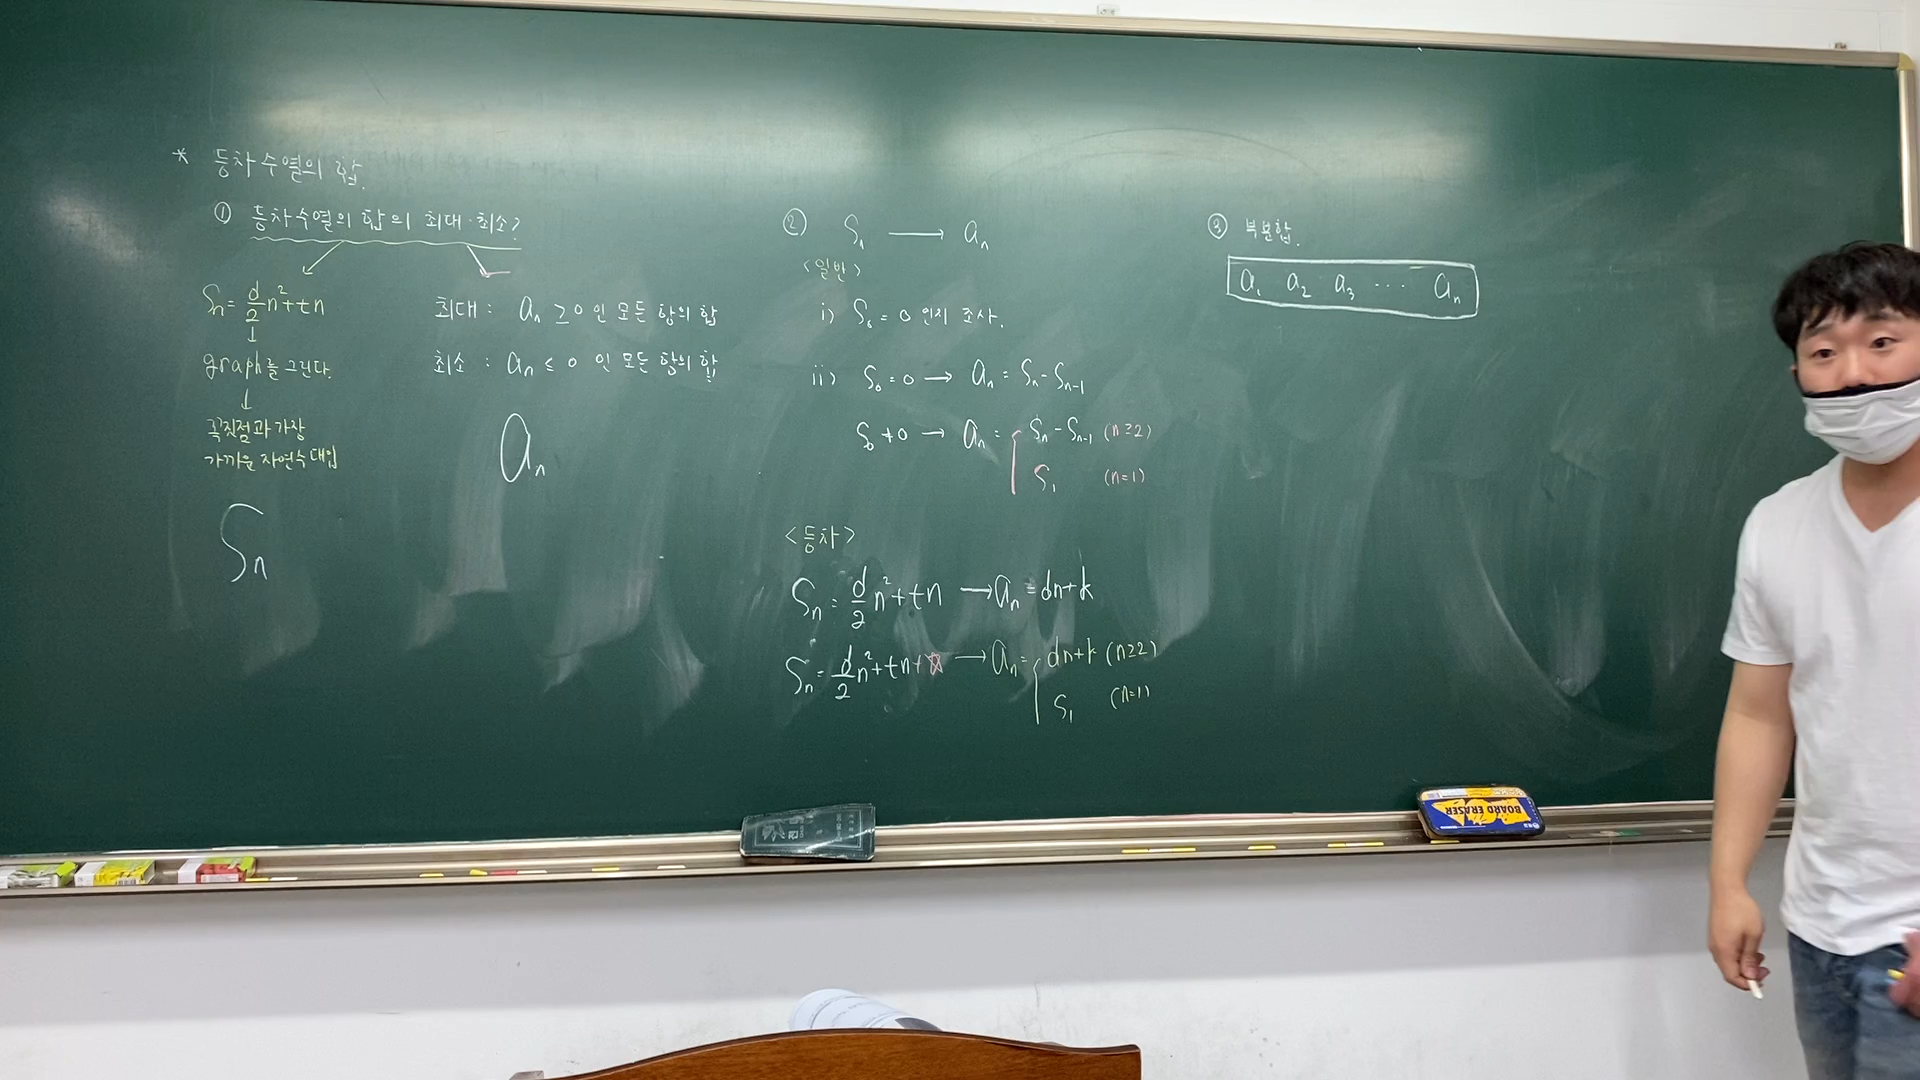 * 등차수열의 합.
① 등차수열의 합의 최대·최소?
Sn = d/2 n² + tn
↓
graph를 그린다.
↓
꼭짓점과 가장
가까운 자연수 대입
Sn
최대 : an ≥ 0 인 모든 항의 합
최소 : an ≤ 0 인 모든 항의 합
an
② Sn → an
<일반>
i) S₀ = 0 인지 조사.
ii) S₀ = 0 → an = Sn - Sn-1
S₀ ≠ 0 → an = { Sn - Sn-1 (n≥2)
S₁ (n=1)
<등차>
Sn = d/2 n² + tn → an = dn+k
Sn = d/2 n² + tn + ☆ → an = { dn+k (n≥2)
S₁ (n=1)
③ 부분합.
a₁ a₂ a₃ ⋯ an
BOARD ERASER